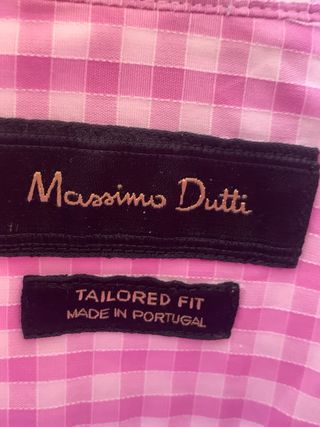 Massimo Dutti
TAILORED FIT
MADE IN PORTUGAL